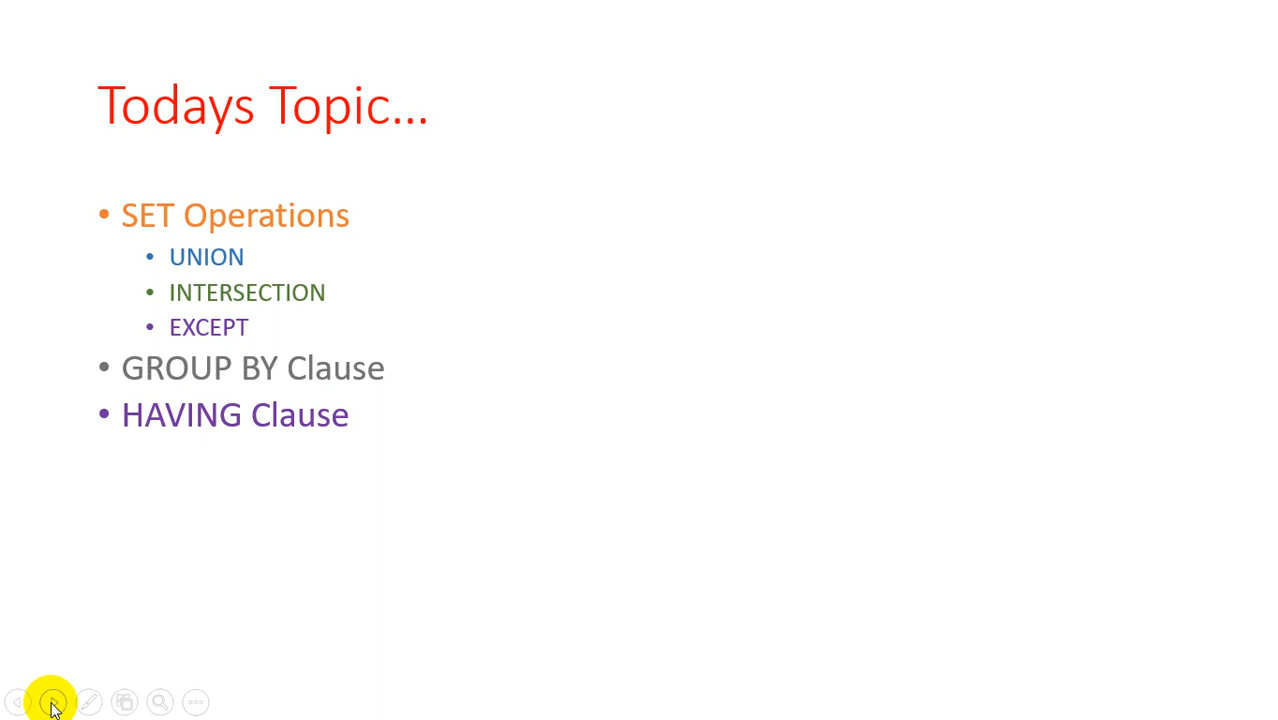 Todays Topic...
• SET Operations
• UNION
• INTERSECTION
• EXCEPT
• GROUP BY Clause
• HAVING Clause